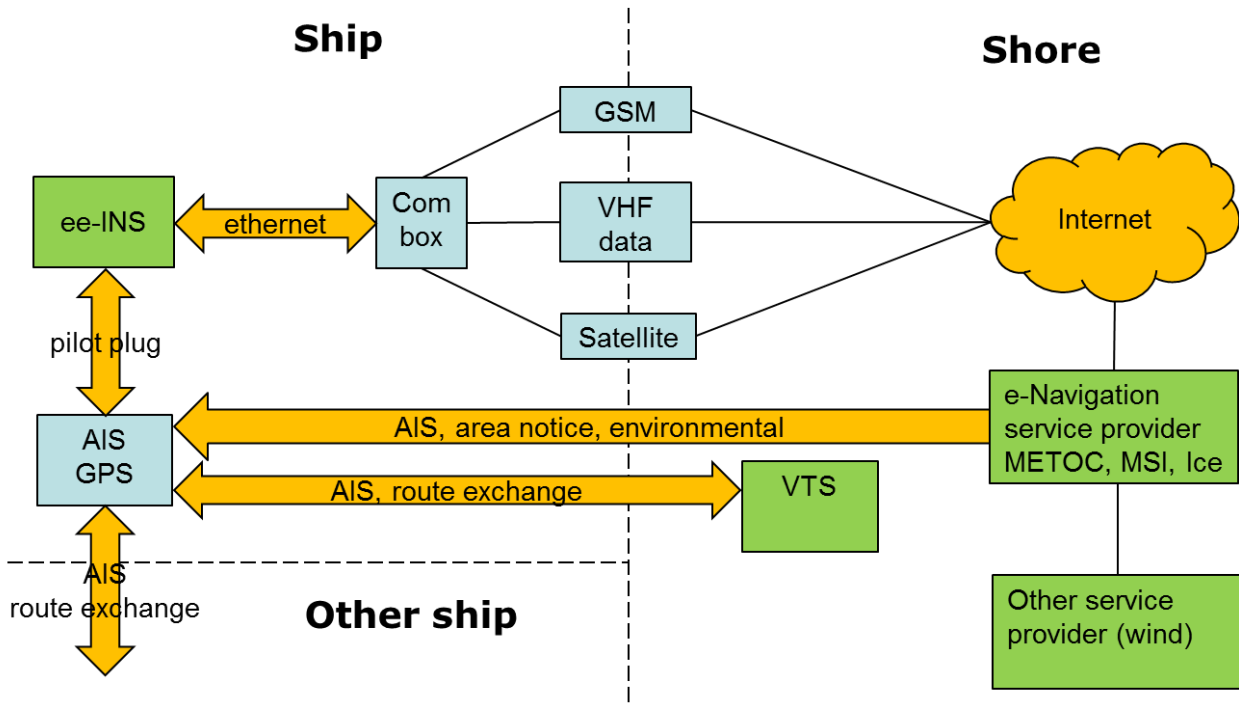 Ship
Shore
GSM
ee-INS
ethernet
Com
box
VHF
data
Internet
Satellite
pilot plug
e-Navigation
service provider
METOC, MSI, Ice
AIS
GPS
AIS, area notice, environmental
AIS, route exchange
VTS
AIS
route exchange
Other ship
Other service
provider (wind)